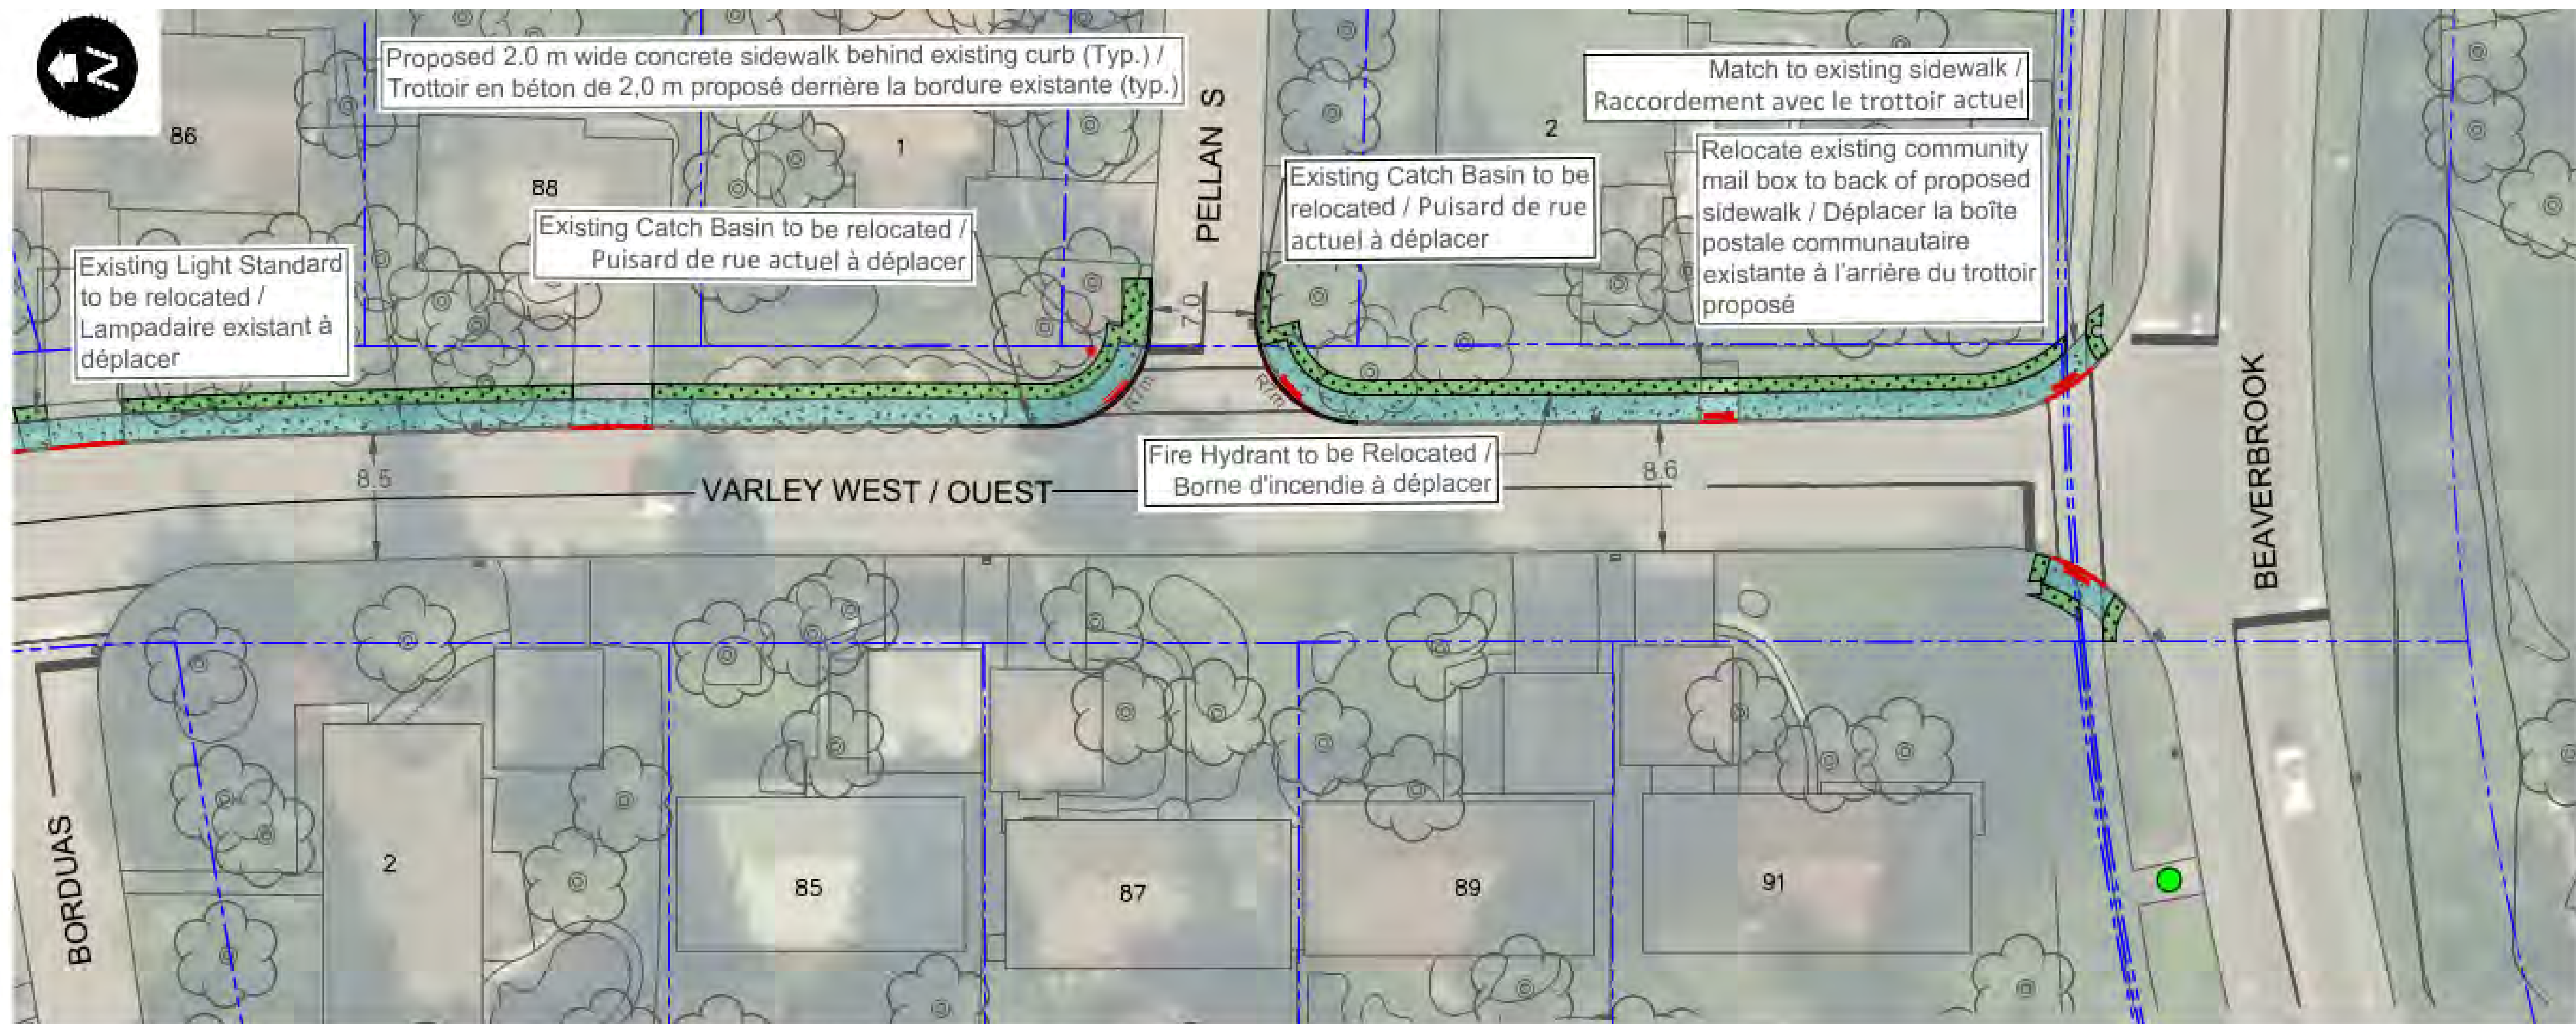 N
Proposed 2.0 m wide concrete sidewalk behind existing curb (Typ.) /
Trottoir en béton de 2,0 m proposé derrière la bordure existante (typ.)
Match to existing sidewalk /
Raccordement avec le trottoir actuel
86
88
1
PELLAN S
2
Relocate existing community
mail box to back of proposed
sidewalk / Déplacer la boîte
postale communautaire
existante à l'arrière du trottoir
proposé
Existing Catch Basin to be
relocated / Puisard de rue
actuel à déplacer
Existing Catch Basin to be relocated /
Puisard de rue actuel à déplacer
Existing Light Standard
to be relocated /
Lampadaire existant à
déplacer
7.0
R7m
R7m
Fire Hydrant to be Relocated /
Borne d'incendie à déplacer
8.5
VARLEY WEST / OUEST
8.6
BEAVERBROOK
BORDUAS
2
85
87
89
91